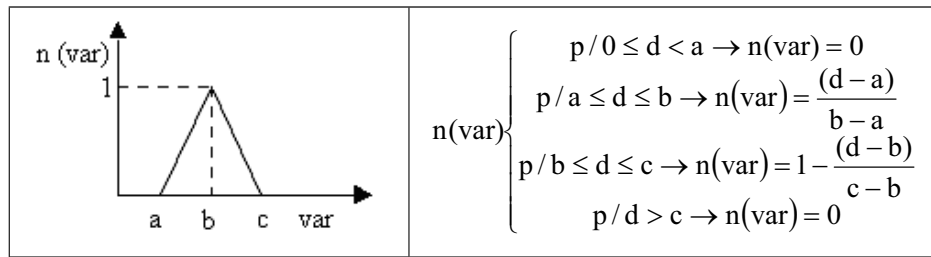 n (var)
1
a b c var
p/0 ≤ d < a → n(var) = 0
p/a ≤ d ≤ b → n(var) = (d − a) / b − a
n(var){
p/b ≤ d ≤ c → n(var) = 1 − (d − b) / c − b
p/d > c → n(var) = 0